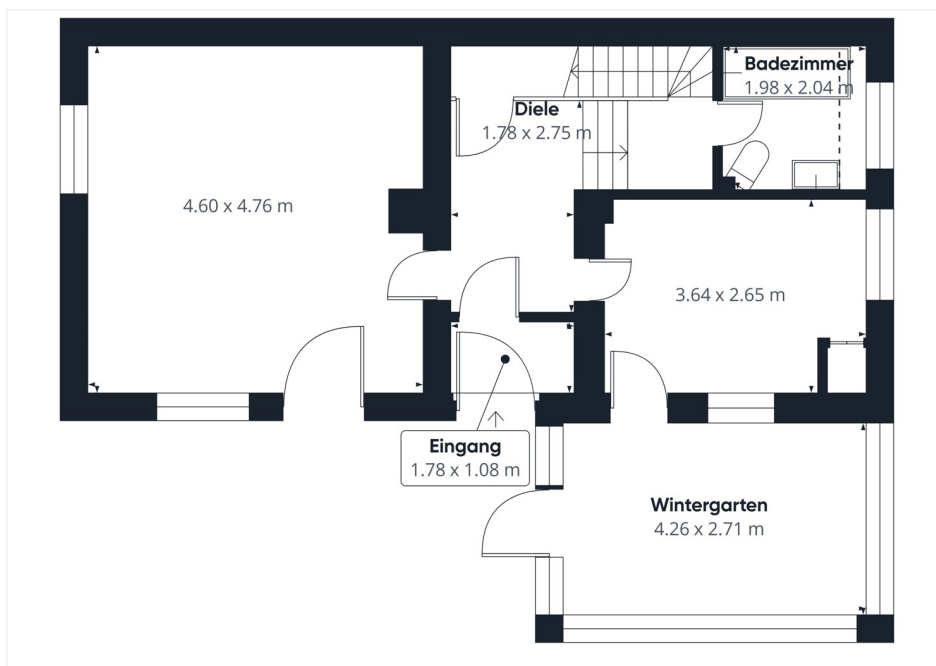 Badezimmer
1.98 x 2.04 m
Diele
1.78 x 2.75 m
4.60 x 4.76 m
3.64 x 2.65 m
Eingang
1.78 x 1.08 m
Wintergarten
4.26 x 2.71 m